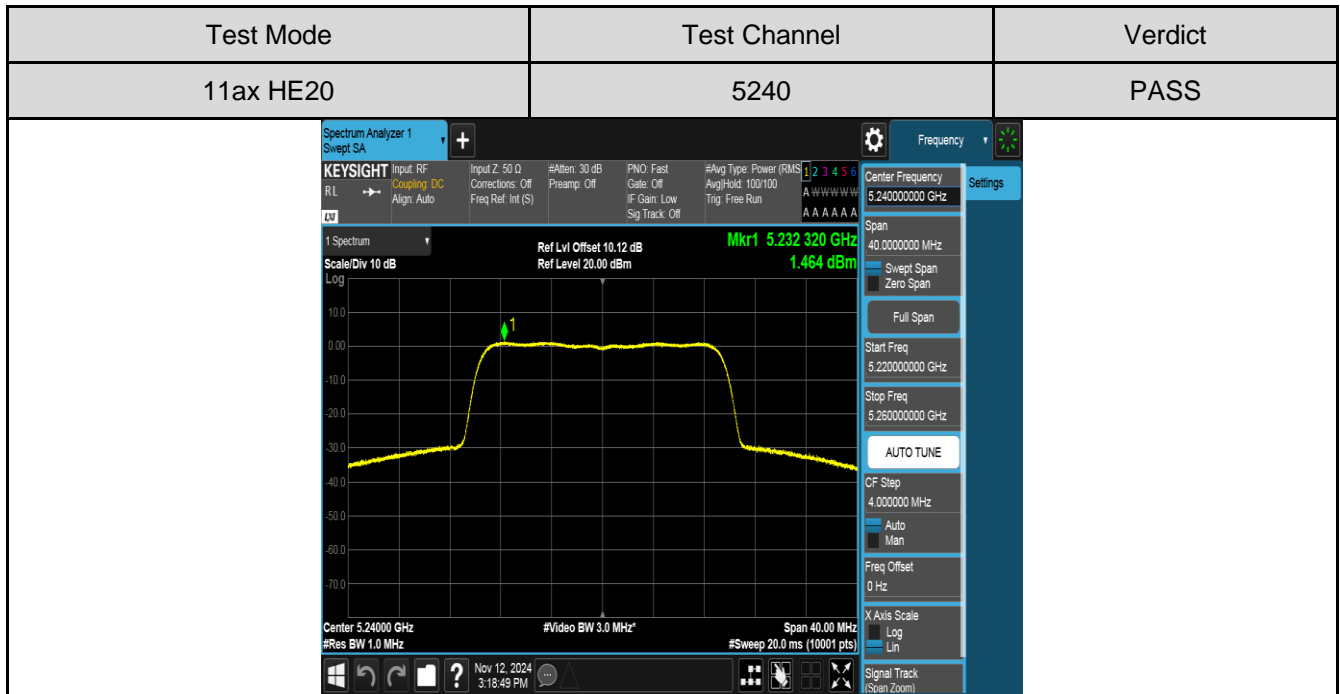 Test Mode Test Channel Verdict
11ax HE20 5240 PASS
Spectrum Analyzer 1
Swept SA
+
Frequency
KEYSIGHT Input: RF Input Z: 50 Ω #Atten: 30 dB PNO: Fast #Avg Type: Power (RMS 1 2 3 4 5 6
RL Coupling: DC Corrections: Off Preamp: Off Gate: Off Avg|Hold: 100/100 A W W W W W
Align: Auto Freq Ref: Int (S) IF Gain: Low Trig: Free Run
LXI Sig Track: Off A A A A A A
1 Spectrum Ref Lvl Offset 10.12 dB Mkr1 5.232 320 GHz
Scale/Div 10 dB Ref Level 20.00 dBm 1.464 dBm
Log
10.0
1
0.00
-10.0
-20.0
-30.0
-40.0
-50.0
-60.0
-70.0
Center 5.24000 GHz #Video BW 3.0 MHz* Span 40.00 MHz
#Res BW 1.0 MHz #Sweep 20.0 ms (10001 pts)
Center Frequency
5.240000000 GHz
Settings
Span
40.0000000 MHz
Swept Span
Zero Span
Full Span
Start Freq
5.220000000 GHz
Stop Freq
5.260000000 GHz
AUTO TUNE
CF Step
4.000000 MHz
Auto
Man
Freq Offset
0 Hz
X Axis Scale
Log
Lin
Signal Track
(Span Zoom)
? Nov 12, 2024
3:18:49 PM